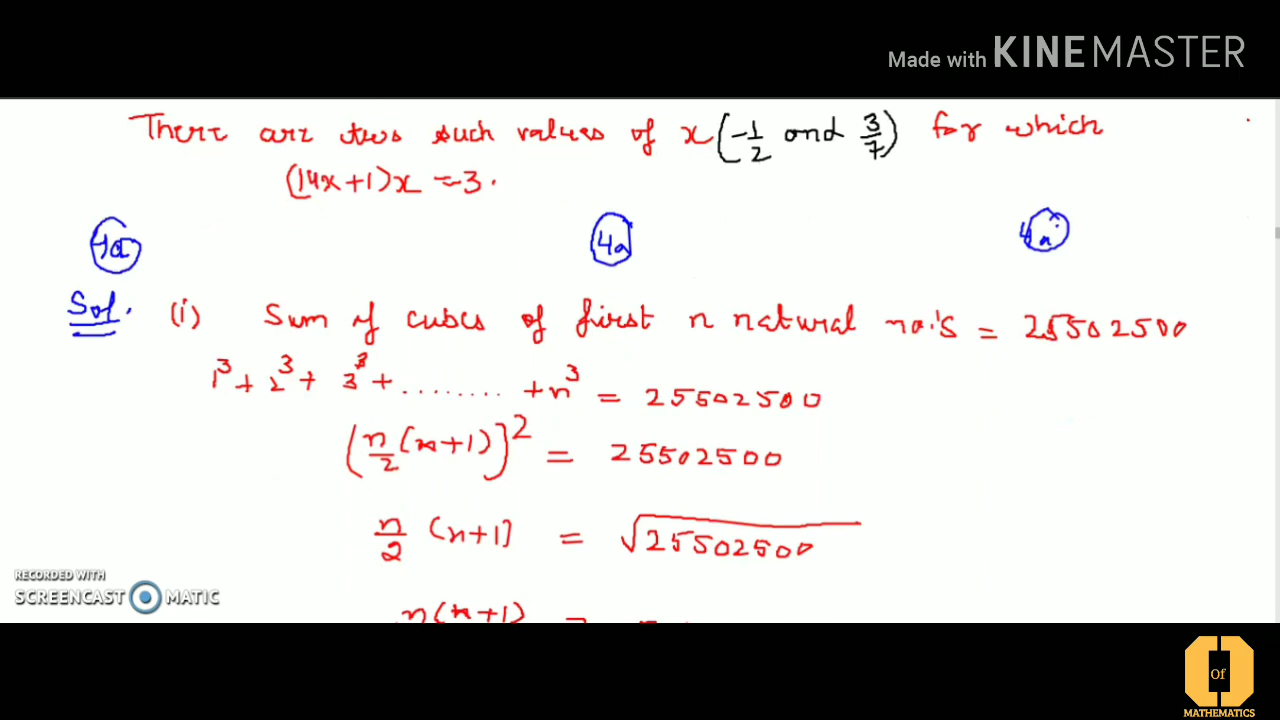 Made with KINEMASTER
There are two such values of x (-1/2 and 3/7) for which
(14x+1)x = 3.
4a 4a 4a
Sol. (i) Sum of cubes of first n natural no.'s = 25502500
1³ + 2³ + 3³ + ........ + n³ = 25502500
(n/2 (n+1))² = 25502500
n/2 (n+1) = √25502500
RECORDED WITH
SCREENCAST MATIC
n(n+1) =
Of
MATHEMATICS